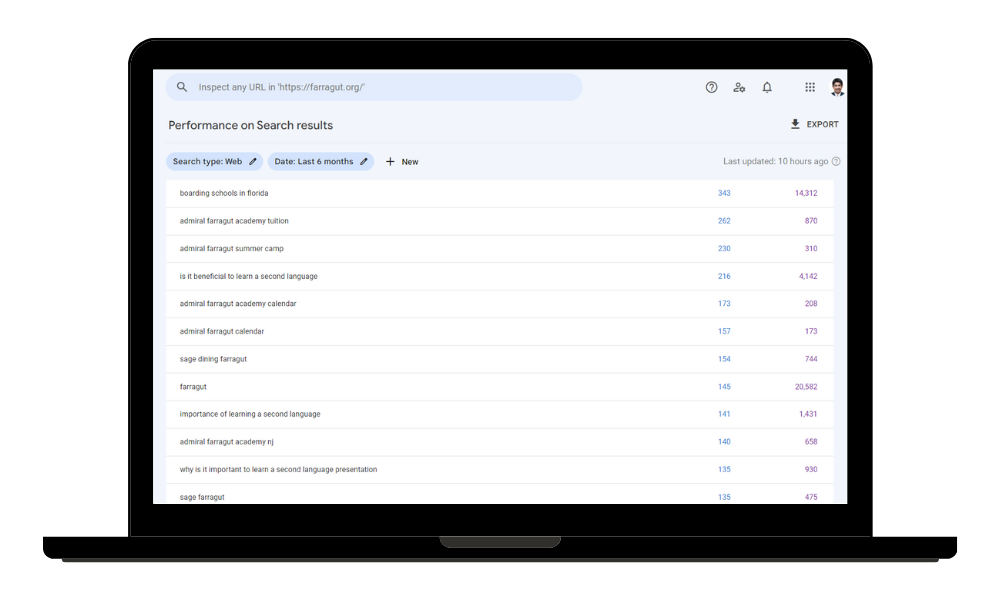 Inspect any URL in 'https://farragut.org/'
Performance on Search results
EXPORT
Search type: Web
Date: Last 6 months
+ New
Last updated: 10 hours ago
boarding schools in florida 343 14,312
admiral farragut academy tuition 262 870
admiral farragut summer camp 230 310
is it beneficial to learn a second language 216 4,142
admiral farragut academy calendar 173 208
admiral farragut calendar 157 173
sage dining farragut 154 744
farragut 145 20,582
importance of learning a second language 141 1,431
admiral farragut academy nj 140 658
why is it important to learn a second language presentation 135 930
sage farragut 135 475